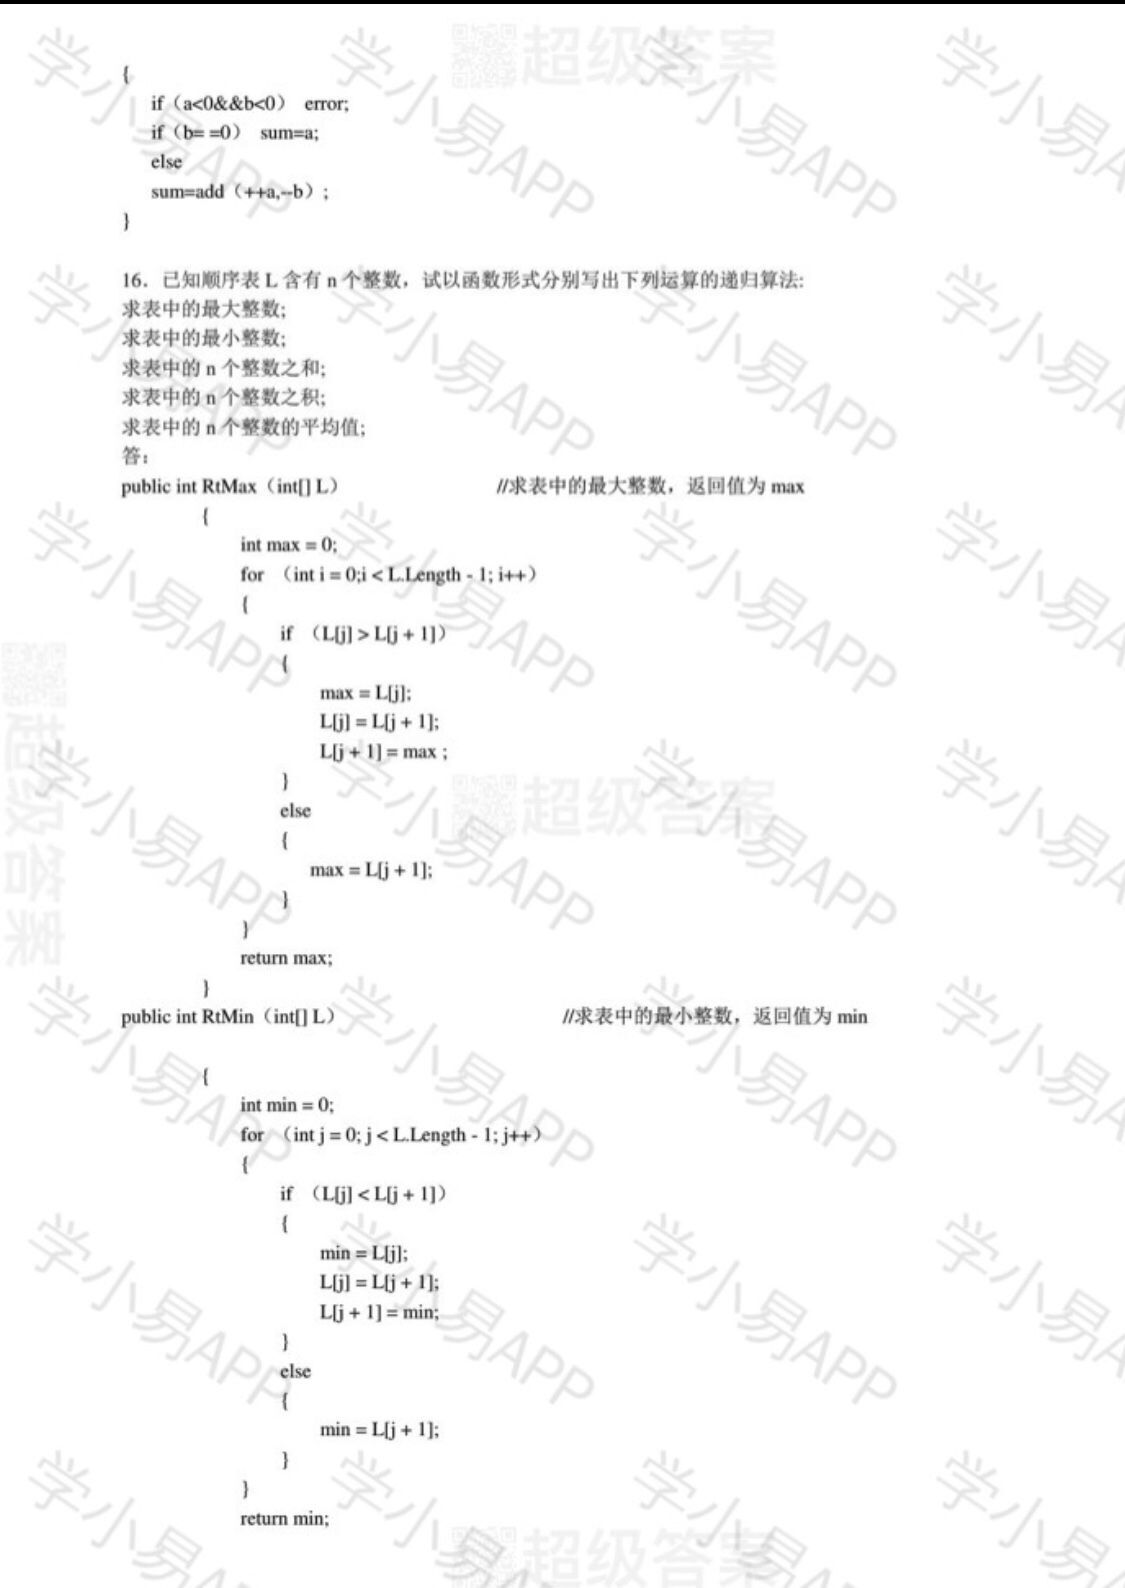 {
if（a<0&&b<0） error;
if（b= =0） sum=a;
else
sum=add（++a,--b）;
}
16．已知顺序表 L 含有 n 个整数，试以函数形式分别写出下列运算的递归算法:
求表中的最大整数;
求表中的最小整数;
求表中的 n 个整数之和;
求表中的 n 个整数之积;
求表中的 n 个整数的平均值;
答：
public int RtMax（int[] L） //求表中的最大整数，返回值为 max
{
int max = 0;
for （int i = 0;i < L.Length - 1; i++）
{
if （L[j] > L[j + 1]）
{
max = L[j];
L[j] = L[j + 1];
L[j + 1] = max ;
}
else
{
max = L[j + 1];
}
}
return max;
}
public int RtMin（int[] L） //求表中的最小整数，返回值为 min
{
int min = 0;
for （int j = 0; j < L.Length - 1; j++）
{
if （L[j] < L[j + 1]）
{
min = L[j];
L[j] = L[j + 1];
L[j + 1] = min;
}
else
{
min = L[j + 1];
}
}
return min;
学小易APP
超级答案